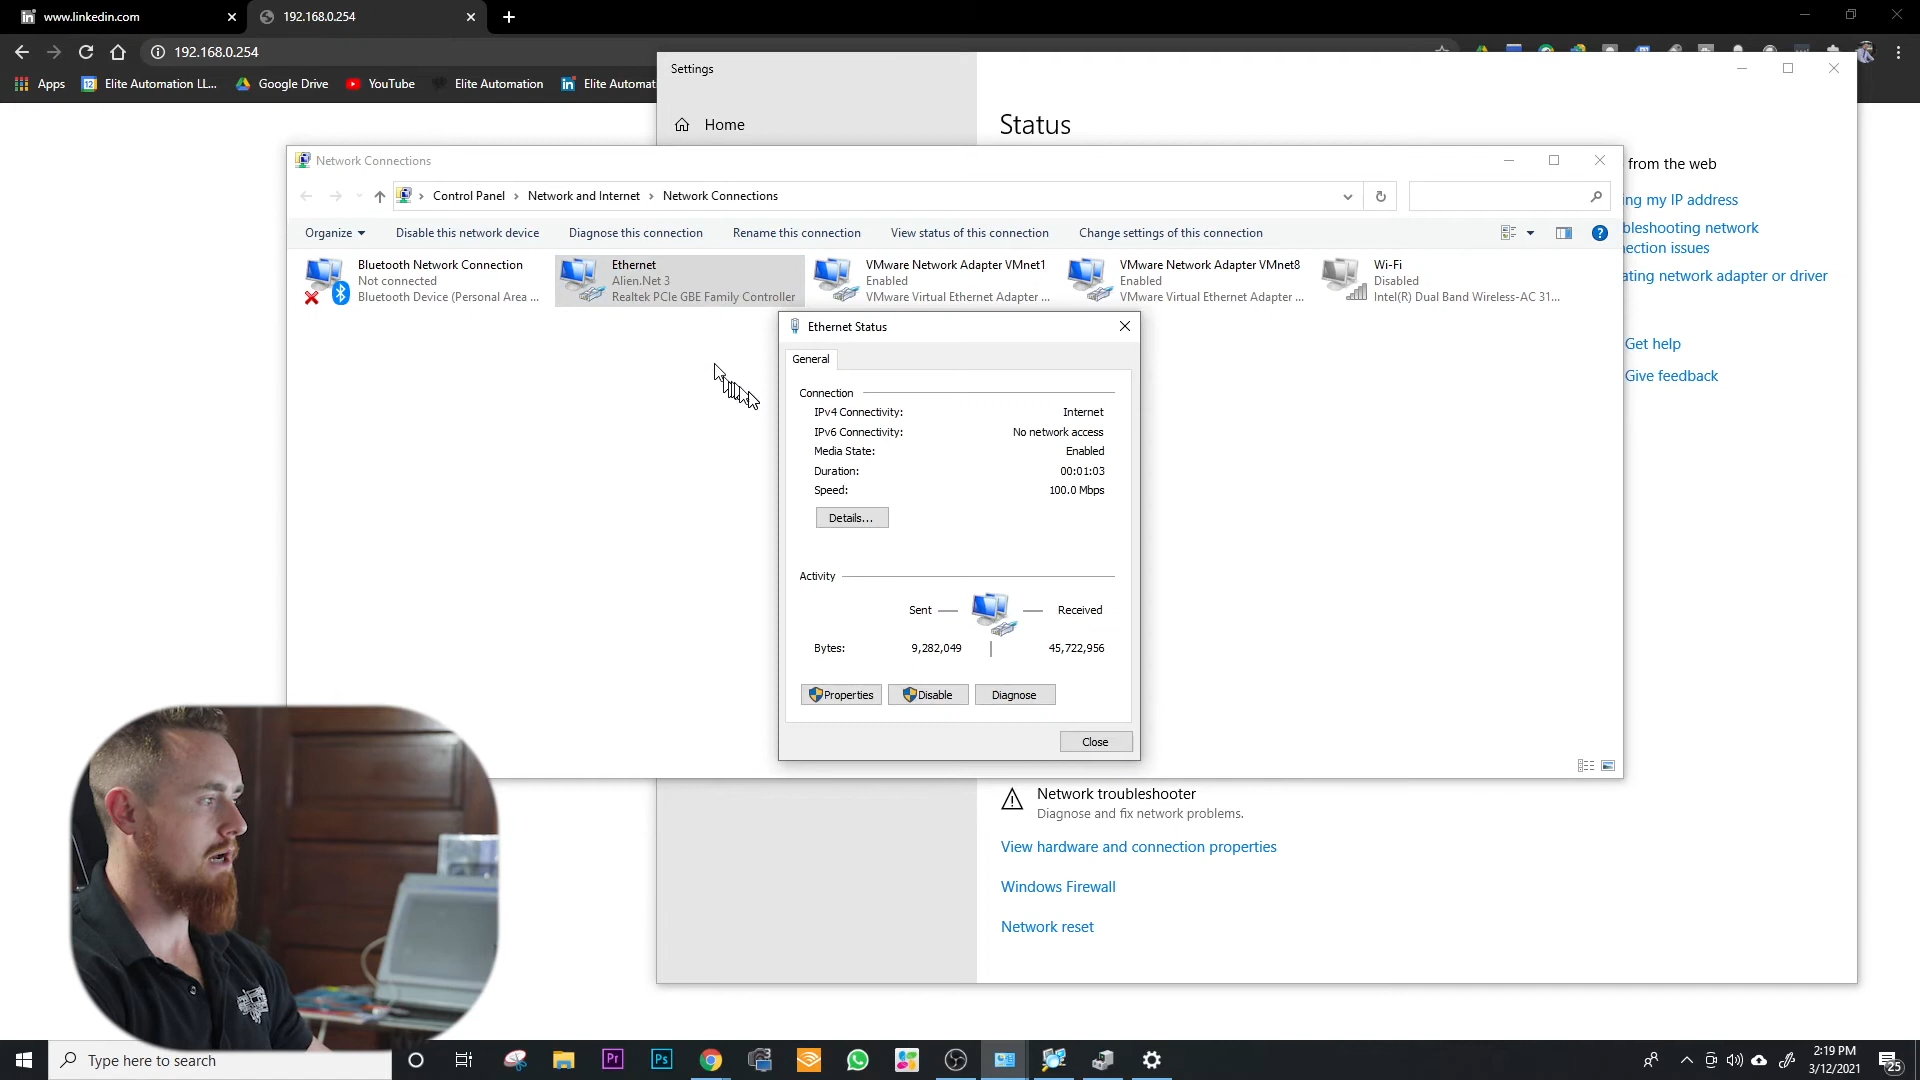 www.linkedin.com
192.168.0.254
192.168.0.254
Apps
Elite Automation LL...
Google Drive
YouTube
Elite Automation
Elite Automat
Settings
Home
Status
from the web
ing my IP address
bleshooting network
ection issues
ating network adapter or driver
Get help
Give feedback
Network Connections
Control Panel > Network and Internet > Network Connections
Organize
Disable this network device
Diagnose this connection
Rename this connection
View status of this connection
Change settings of this connection
Bluetooth Network Connection
Not connected
Bluetooth Device (Personal Area ...
Ethernet
Alien.Net 3
Realtek PCIe GBE Family Controller
VMware Network Adapter VMnet1
Enabled
VMware Virtual Ethernet Adapter ...
VMware Network Adapter VMnet8
Enabled
VMware Virtual Ethernet Adapter ...
Wi-Fi
Disabled
Intel(R) Dual Band Wireless-AC 31...
Ethernet Status
General
Connection
IPv4 Connectivity: Internet
IPv6 Connectivity: No network access
Media State: Enabled
Duration: 00:01:03
Speed: 100.0 Mbps
Details...
Activity
Sent
Received
Bytes: 9,282,049 45,722,956
Properties
Disable
Diagnose
Close
Network troubleshooter
Diagnose and fix network problems.
View hardware and connection properties
Windows Firewall
Network reset
Type here to search
Pr
Ps
2:19 PM
3/12/2021
25